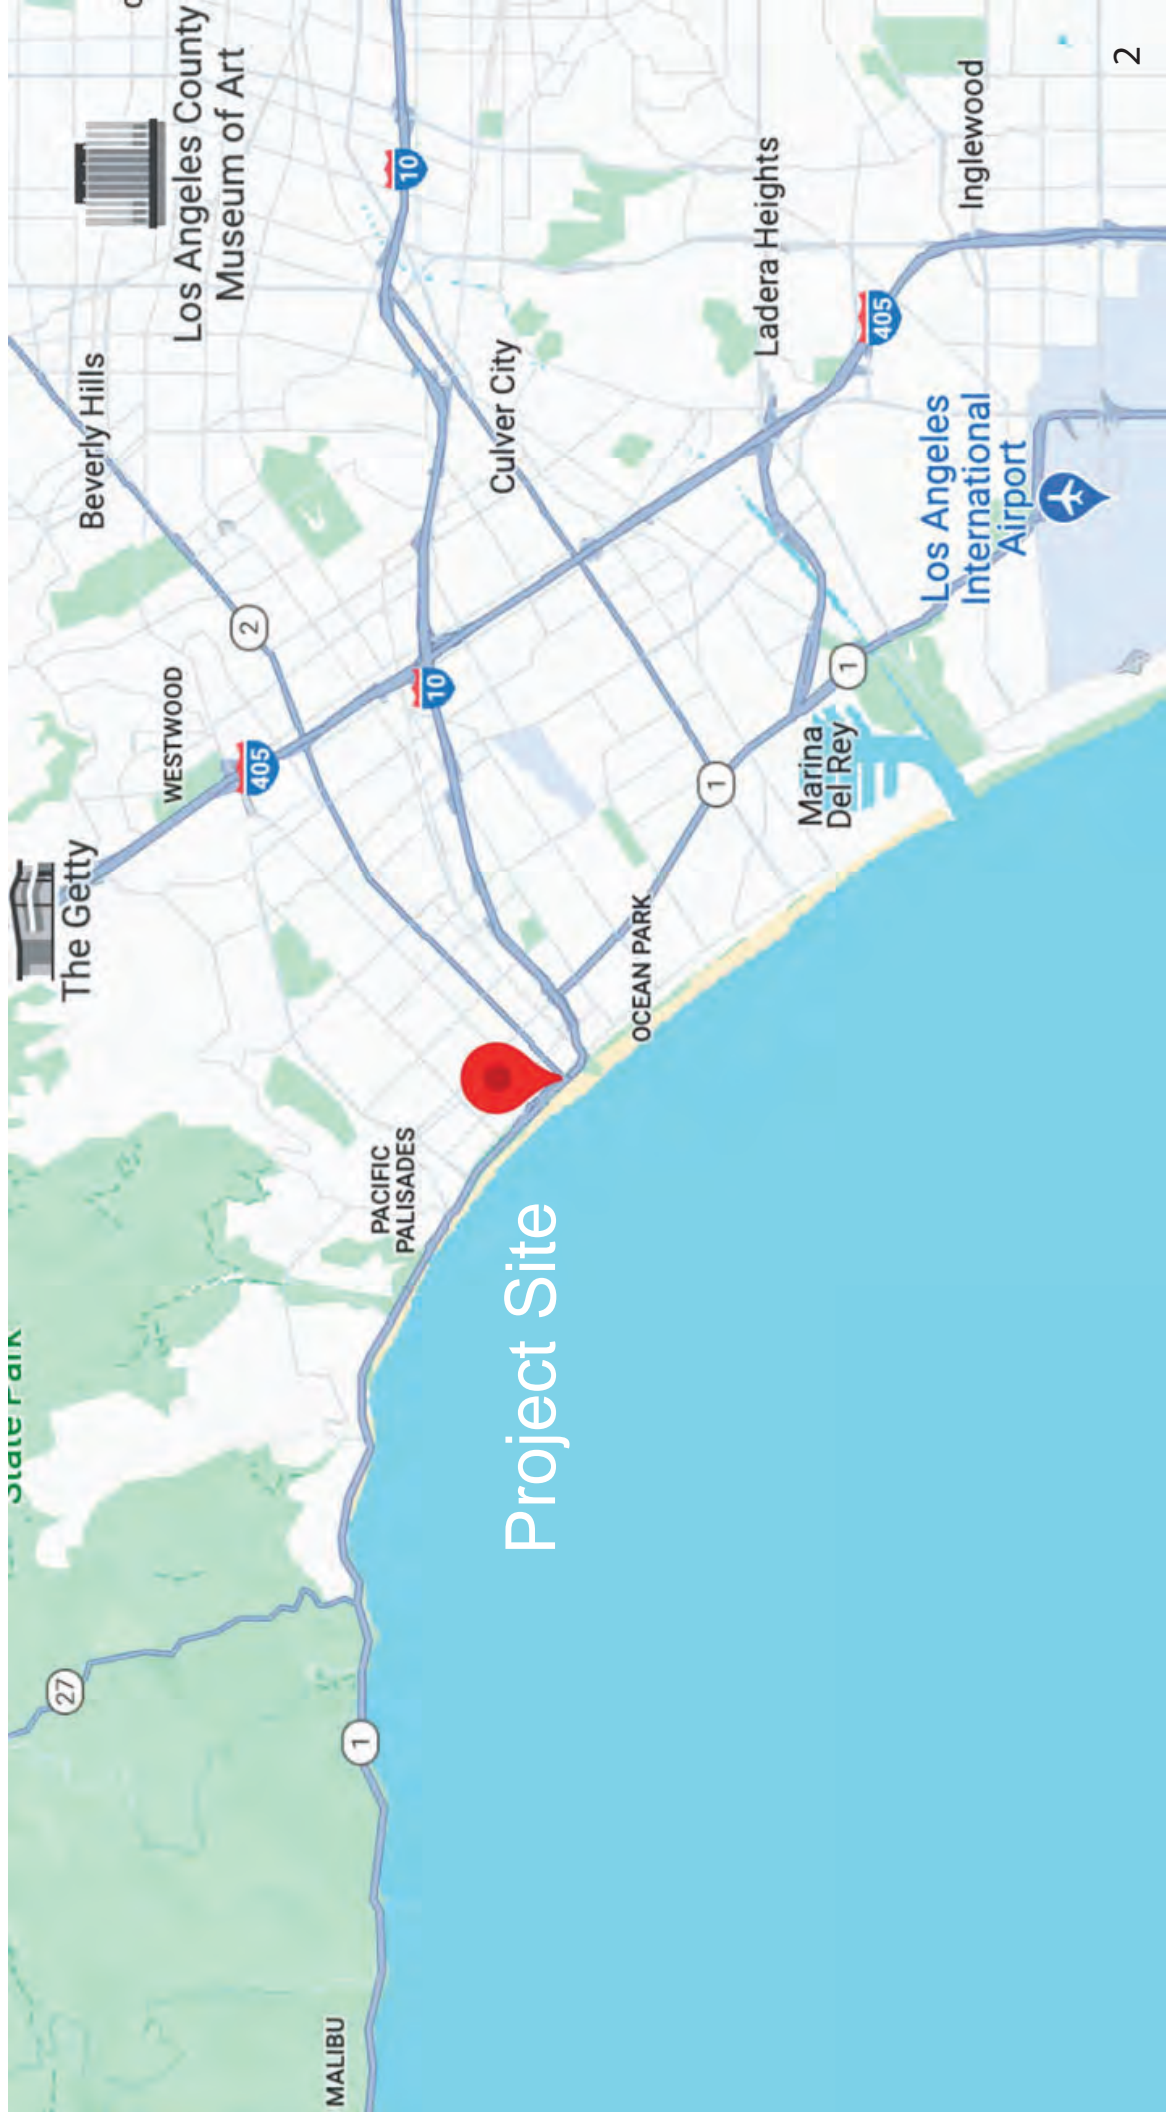 State Park
27
The Getty
Beverly Hills
WESTWOOD
Los Angeles County
Museum of Art
2
405
MALIBU
1
PACIFIC
PALISADES
10
10
Culver City
Project Site
OCEAN PARK
1
Ladera Heights
Marina
Del Rey
1
405
Los Angeles
International
Airport
Inglewood
2